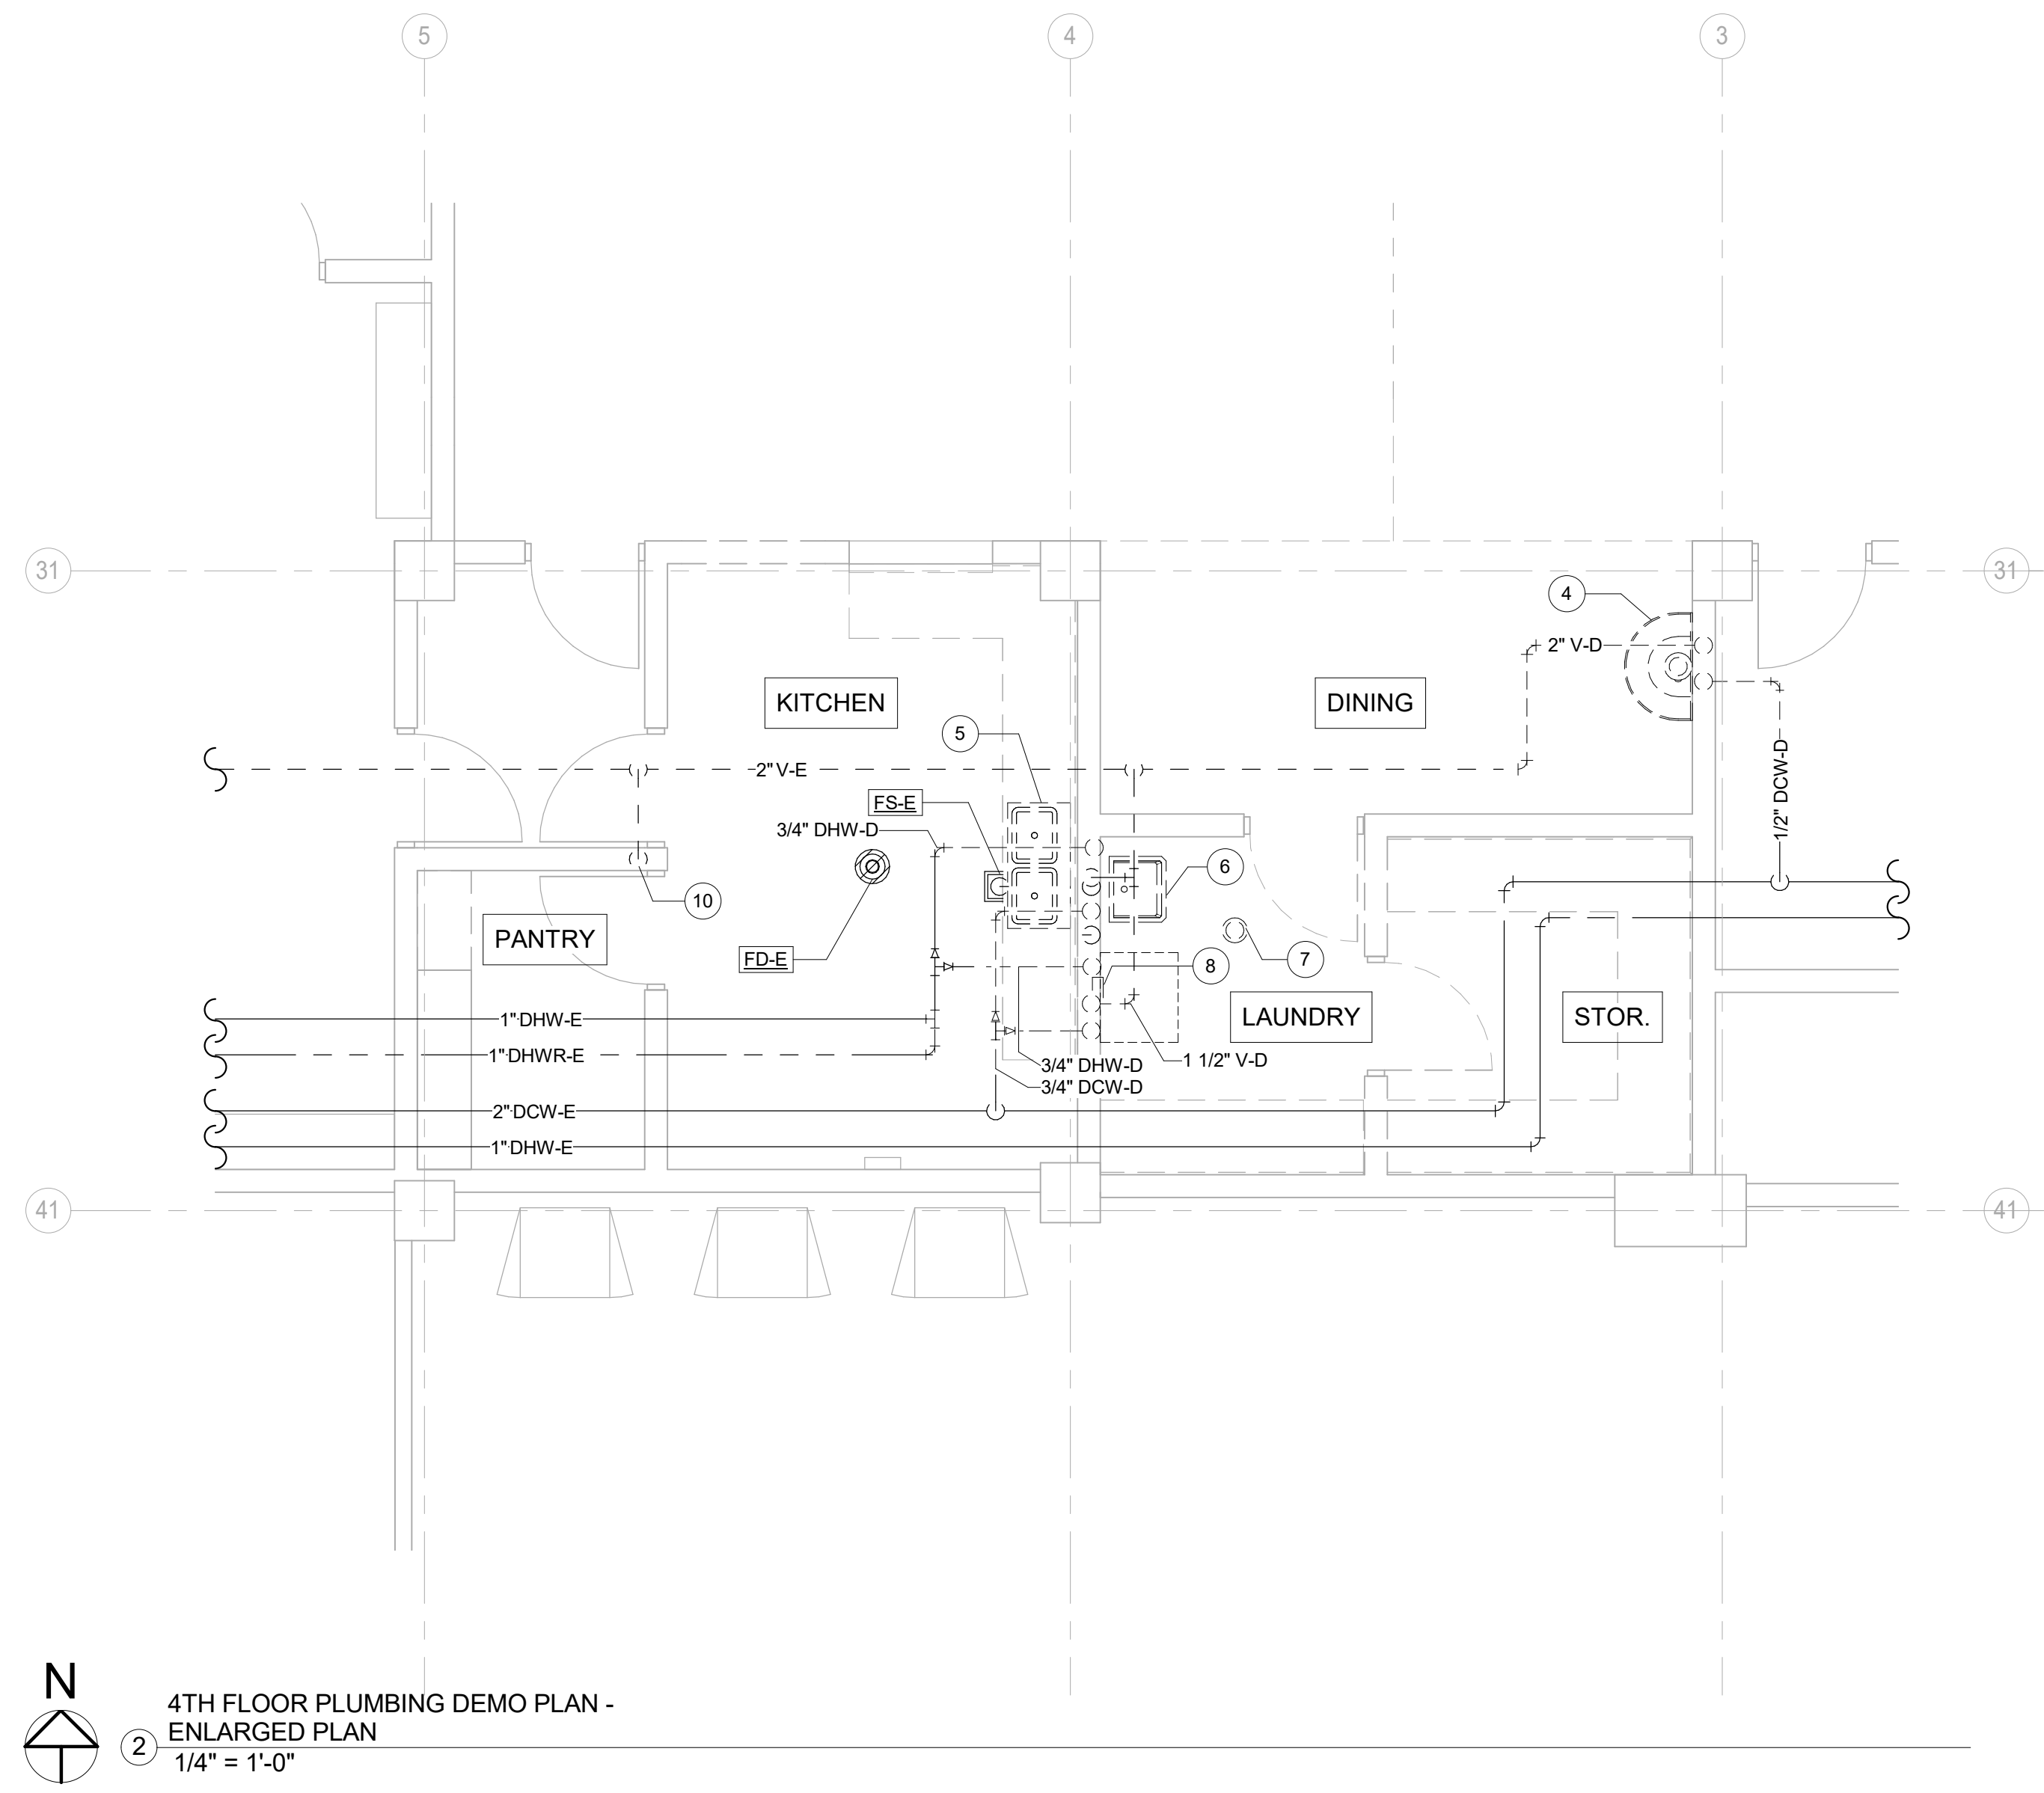 5
4
3
31
31
4
2" V-D
KITCHEN
DINING
5
2" V-E
1/2" DCW-D
FS-E
3/4" DHW-D
6
10
PANTRY
FD-E
7
8
1" DHW-E
LAUNDRY
STOR.
1" DHWR-E
3/4" DHW-D
1 1/2" V-D
3/4" DCW-D
2" DCW-E
1" DHW-E
41
41
N
4TH FLOOR PLUMBING DEMO PLAN -
ENLARGED PLAN
2
1/4" = 1'-0"